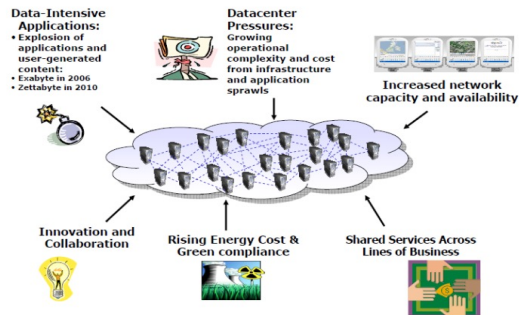 Data-Intensive
Applications:
• Explosion of
applications and
user-generated
content:
• Exabyte in 2006
• Zettabyte in 2010
Datacenter
Pressures:
Growing
operational
complexity and cost
from infrastructure
and application
sprawls
Increased network
capacity and availability
Innovation and
Collaboration
Rising Energy Cost &
Green compliance
Shared Services Across
Lines of Business